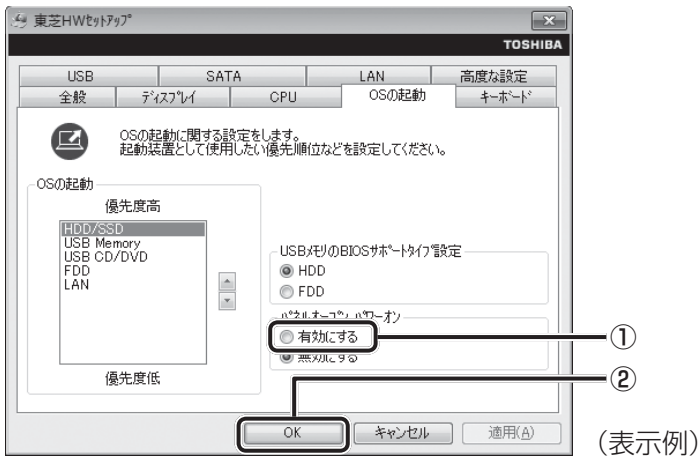 東芝HWｾｯﾄｱｯﾌﾟ
TOSHIBA
USB
SATA
LAN
高度な設定
全般
ﾃﾞｨｽﾌﾟﾚｲ
CPU
OSの起動
ｷｰﾎﾞｰﾄﾞ
OSの起動に関する設定をします。
起動装置として使用したい優先順位などを設定してください。
OSの起動
優先度高
HDD/SSD
USB Memory
USB CD/DVD
FDD
LAN
優先度低
USBﾒﾓﾘのBIOSｻﾎﾟｰﾄﾀｲﾌﾟ設定
HDD
FDD
ﾊﾟﾈﾙｵｰﾌﾟﾝ ﾊﾟﾜｰｵﾝ
有効にする
無効にする
①
②
OK
キャンセル
適用(A)
（表示例）